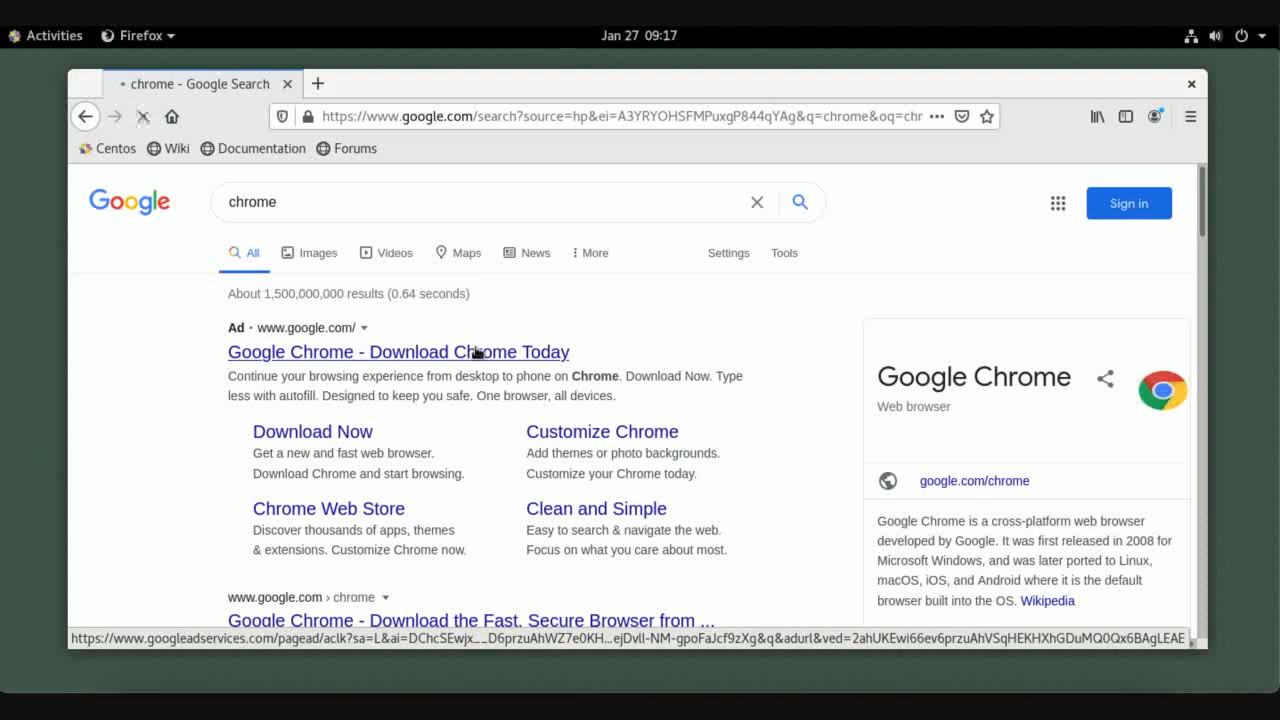 Activities Firefox Jan 27 09:17
chrome - Google Search
https://www.google.com/search?source=hp&ei=A3YRYOHSFMPuxgP844qYAg&q=chrome&oq=chr
Centos Wiki Documentation Forums
Google chrome Sign in
All Images Videos Maps News More Settings Tools
About 1,500,000,000 results (0.64 seconds)
Ad · www.google.com/
Google Chrome - Download Chrome Today
Continue your browsing experience from desktop to phone on Chrome. Download Now. Type
less with autofill. Designed to keep you safe. One browser, all devices.
Download Now
Get a new and fast web browser.
Download Chrome and start browsing.
Customize Chrome
Add themes or photo backgrounds.
Customize your Chrome today.
Chrome Web Store
Discover thousands of apps, themes
& extensions. Customize Chrome now.
Clean and Simple
Easy to search & navigate the web.
Focus on what you care about most.
www.google.com › chrome
Google Chrome - Download the Fast, Secure Browser from ...
Google Chrome
Web browser
google.com/chrome
Google Chrome is a cross-platform web browser
developed by Google. It was first released in 2008 for
Microsoft Windows, and was later ported to Linux,
macOS, iOS, and Android where it is the default
browser built into the OS. Wikipedia
https://www.googleadservices.com/pagead/aclk?sa=L&ai=DChcSEwjx__D6przuAhWZ7e0KH...ejDvlI-NM-gpoFaJcf9zXg&q&adurl&ved=2ahUKEwi66ev6przuAhVSqHEKHXhGDuMQ0Qx6BAgLEAE